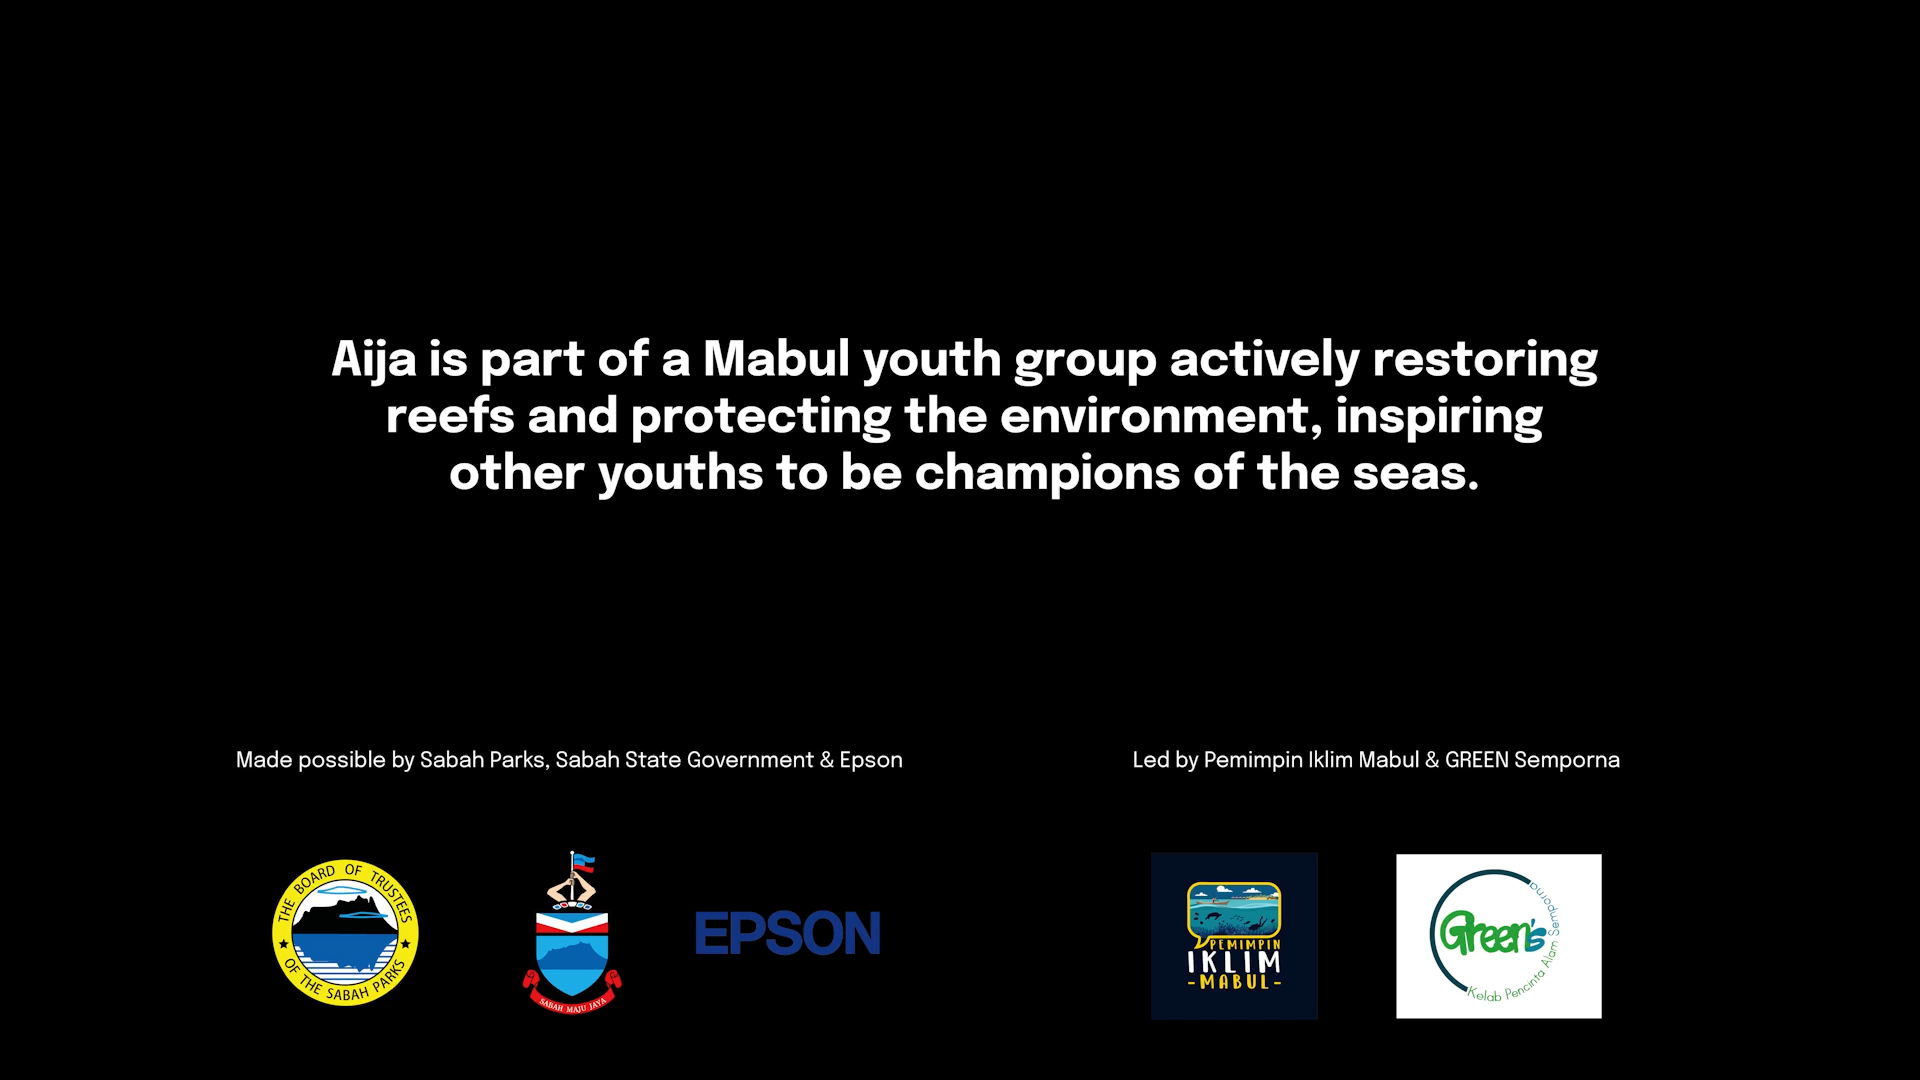 Aija is part of a Mabul youth group actively restoring
reefs and protecting the environment, inspiring
other youths to be champions of the seas.
Made possible by Sabah Parks, Sabah State Government & Epson
Led by Pemimpin Iklim Mabul & GREEN Semporna
THE BOARD OF TRUSTEES
OF THE SABAH PARKS
SABAH MAJU JAYA
EPSON
PEMIMPIN
IKLIM
-MABUL-
Green's
Kelab Pencinta Alam Semporna